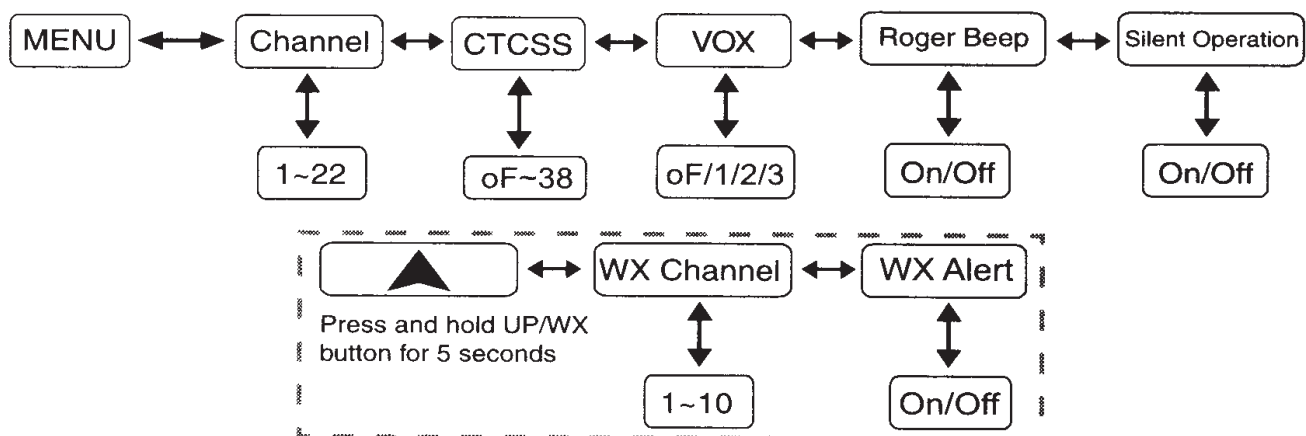 MENU
Channel
CTCSS
VOX
Roger Beep
Silent Operation
1~22
oF~38
oF/1/2/3
On/Off
On/Off
WX Channel
WX Alert
Press and hold UP/WX
button for 5 seconds
1~10
On/Off